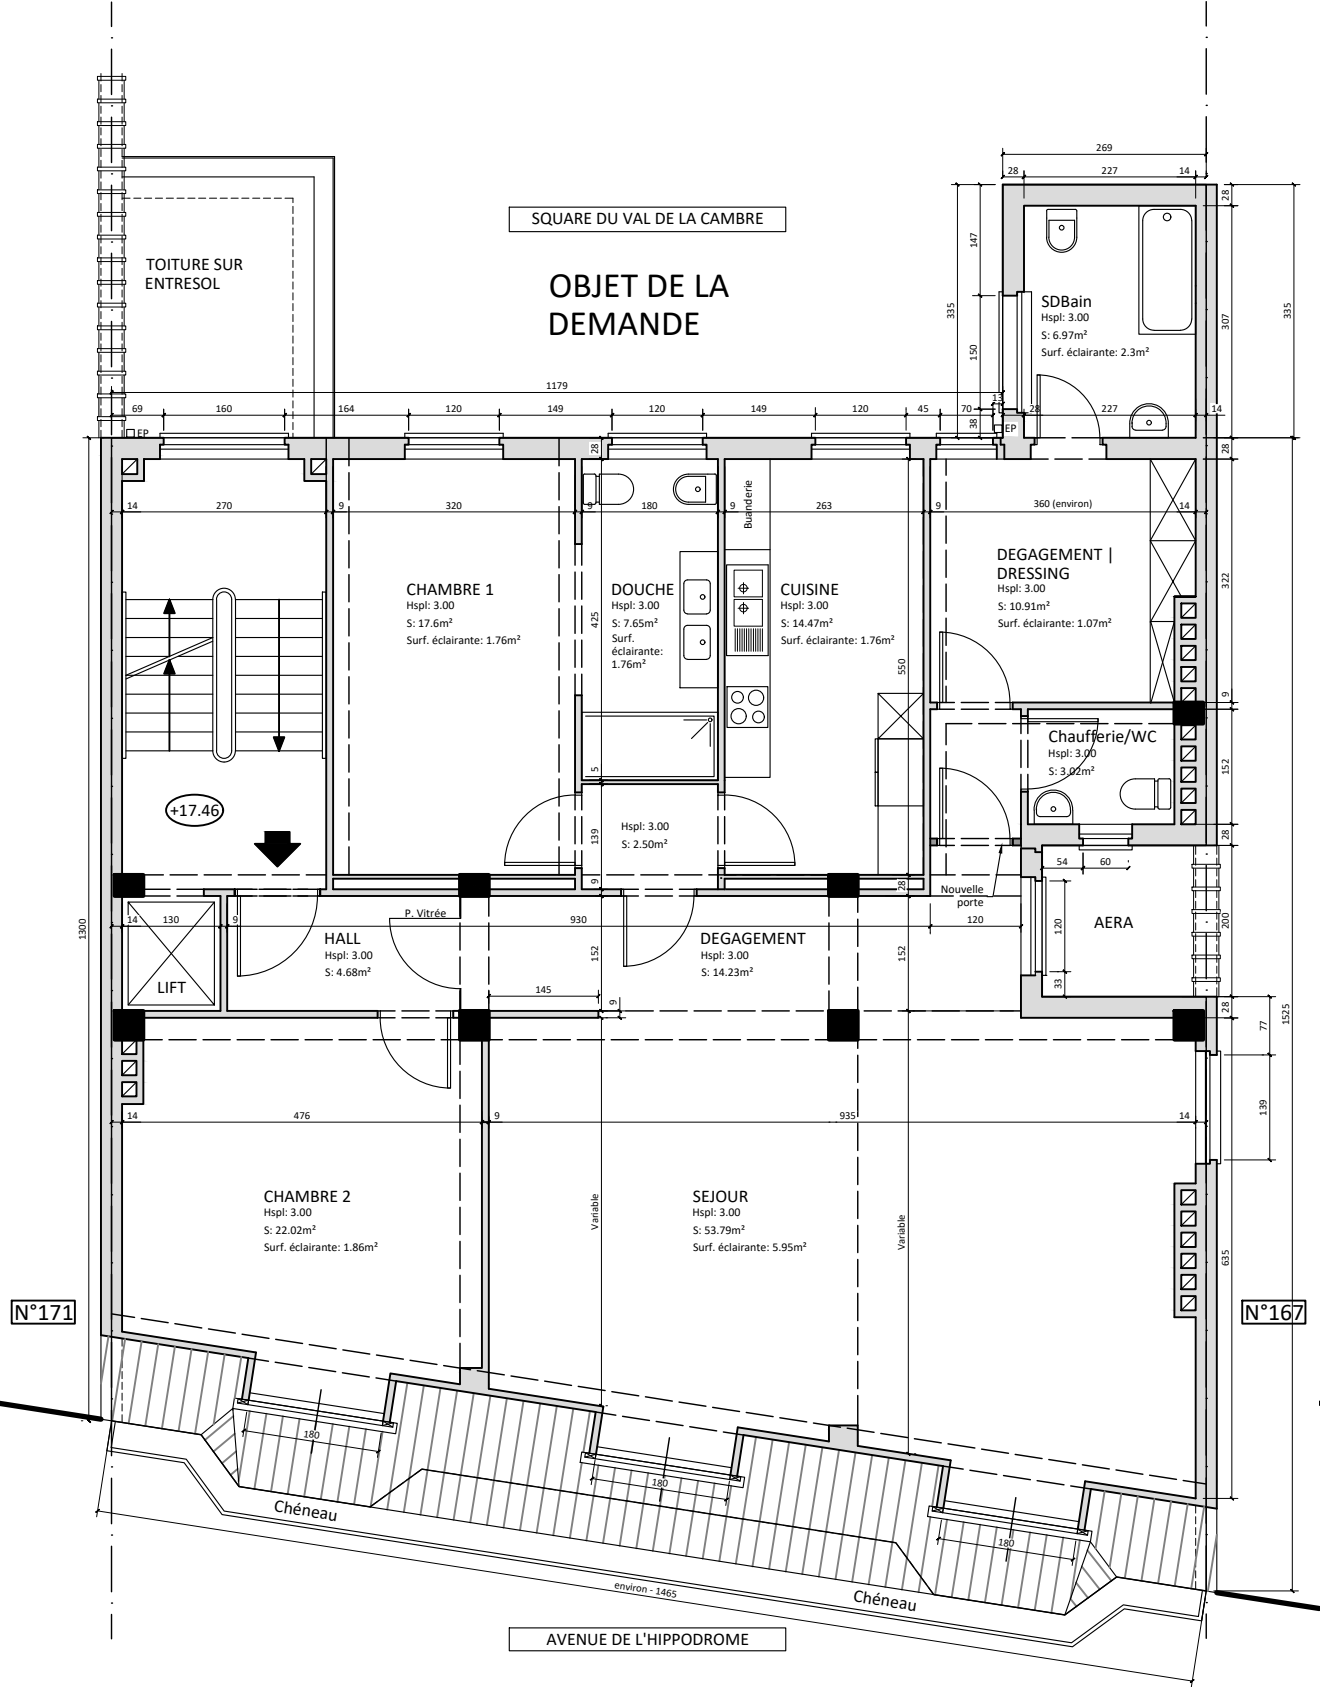 269
28
227
14
28
SQUARE DU VAL DE LA CAMBRE
147
TOITURE SUR
ENTRESOL
OBJET DE LA
DEMANDE
SDBain
Hspl: 3.00
S: 6.97m²
Surf. éclairante: 2.3m²
335
307
335
150
1179
13
69
160
164
120
149
120
149
120
45
70
38
28
227
14
EP
EP
28
28
14
270
9
320
9
180
9
Buanderie
263
9
360 (environ)
14
CHAMBRE 1
Hspl: 3.00
S: 17.6m²
Surf. éclairante: 1.76m²
DOUCHE
Hspl: 3.00
S: 7.65m²
Surf.
éclairante:
1.76m²
CUISINE
Hspl: 3.00
S: 14.47m²
Surf. éclairante: 1.76m²
DEGAGEMENT |
DRESSING
Hspl: 3.00
S: 10.91m²
Surf. éclairante: 1.07m²
322
425
550
9
Chaufferie/WC
Hspl: 3.00
S: 3.02m²
152
5
+17.46
Hspl: 3.00
S: 2.50m²
139
28
54
60
9
28
Nouvelle
porte
14
130
9
P. Vitrée
930
120
120
AERA
200
1300
HALL
Hspl: 3.00
S: 4.68m²
DEGAGEMENT
Hspl: 3.00
S: 14.23m²
152
152
LIFT
145
9
33
28
77
1525
14
476
9
935
14
139
CHAMBRE 2
Hspl: 3.00
S: 22.02m²
Surf. éclairante: 1.86m²
Variable
SEJOUR
Hspl: 3.00
S: 53.79m²
Surf. éclairante: 5.95m²
Variable
635
N°171
N°167
180
180
180
Chéneau
environ - 1465
Chéneau
AVENUE DE L'HIPPODROME